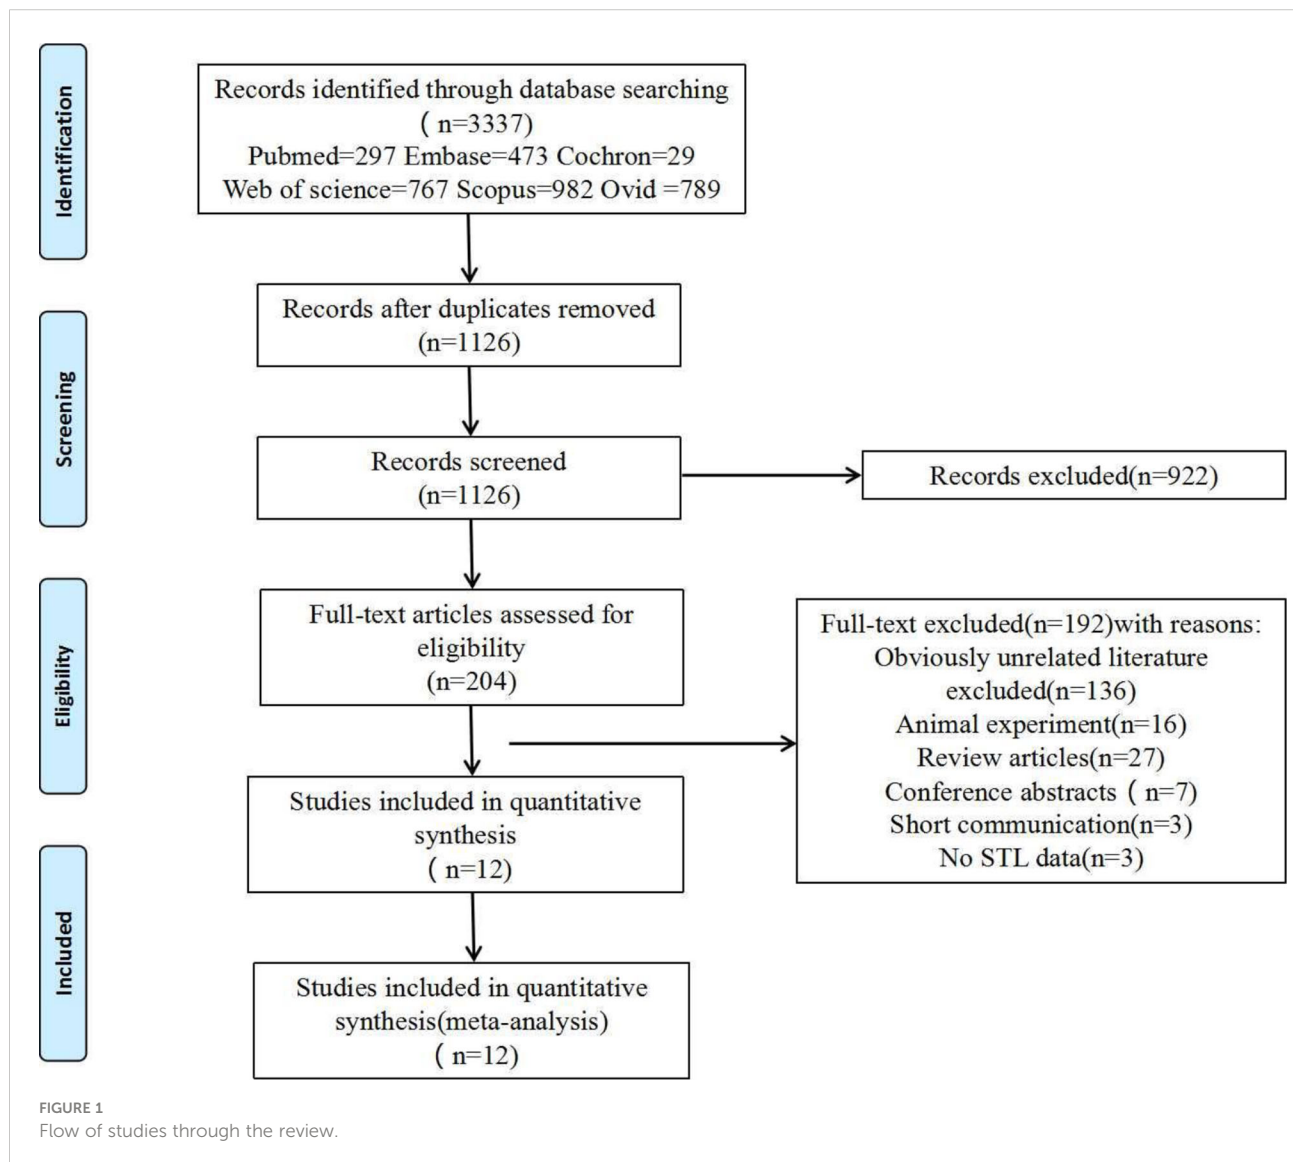 Identification
Records identified through database searching
( n=3337)
Pubmed=297 Embase=473 Cochron=29
Web of science=767 Scopus=982 Ovid =789
Records after duplicates removed
(n=1126)
Screening
Records screened
(n=1126)
Records excluded(n=922)
Eligibility
Full-text articles assessed for
eligibility
(n=204)
Full-text excluded(n=192)with reasons:
Obviously unrelated literature
excluded(n=136)
Animal experiment(n=16)
Review articles(n=27)
Conference abstracts ( n=7)
Short communication(n=3)
No STL data(n=3)
Studies included in quantitative
synthesis
( n=12)
Included
Studies included in quantitative
synthesis(meta-analysis)
( n=12)
FIGURE 1
Flow of studies through the review.